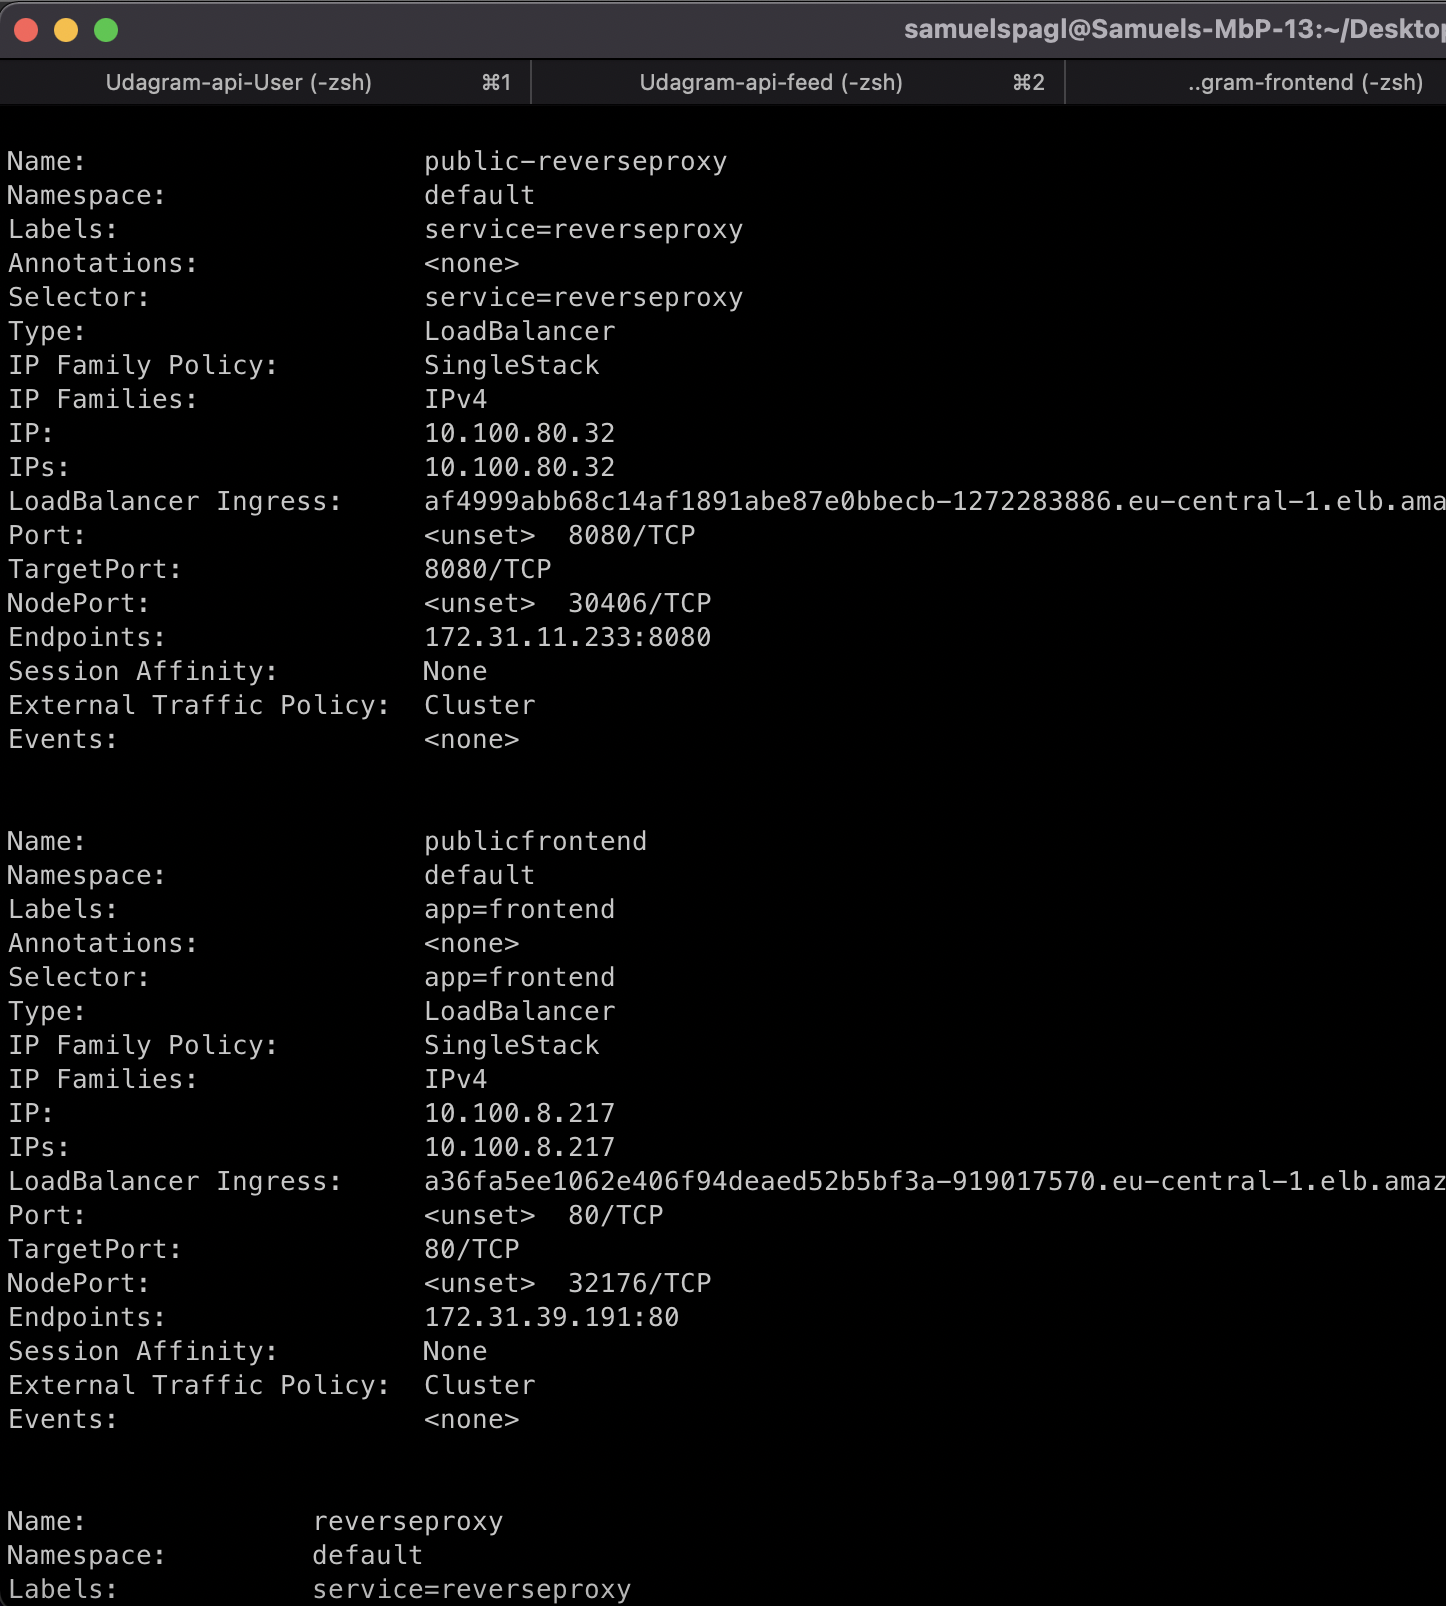 samuelspagl@Samuels-MbP-13:~/Desktop
Udagram-api-User (-zsh) ⌘1 Udagram-api-feed (-zsh) ⌘2 ..gram-frontend (-zsh)
Name: public-reverseproxy
Namespace: default
Labels: service=reverseproxy
Annotations: <none>
Selector: service=reverseproxy
Type: LoadBalancer
IP Family Policy: SingleStack
IP Families: IPv4
IP: 10.100.80.32
IPs: 10.100.80.32
LoadBalancer Ingress: af4999abb68c14af1891abe87e0bbecb-1272283886.eu-central-1.elb.ama
Port: <unset> 8080/TCP
TargetPort: 8080/TCP
NodePort: <unset> 30406/TCP
Endpoints: 172.31.11.233:8080
Session Affinity: None
External Traffic Policy: Cluster
Events: <none>
Name: publicfrontend
Namespace: default
Labels: app=frontend
Annotations: <none>
Selector: app=frontend
Type: LoadBalancer
IP Family Policy: SingleStack
IP Families: IPv4
IP: 10.100.8.217
IPs: 10.100.8.217
LoadBalancer Ingress: a36fa5ee1062e406f94deaed52b5bf3a-919017570.eu-central-1.elb.amaz
Port: <unset> 80/TCP
TargetPort: 80/TCP
NodePort: <unset> 32176/TCP
Endpoints: 172.31.39.191:80
Session Affinity: None
External Traffic Policy: Cluster
Events: <none>
Name: reverseproxy
Namespace: default
Labels: service=reverseproxy